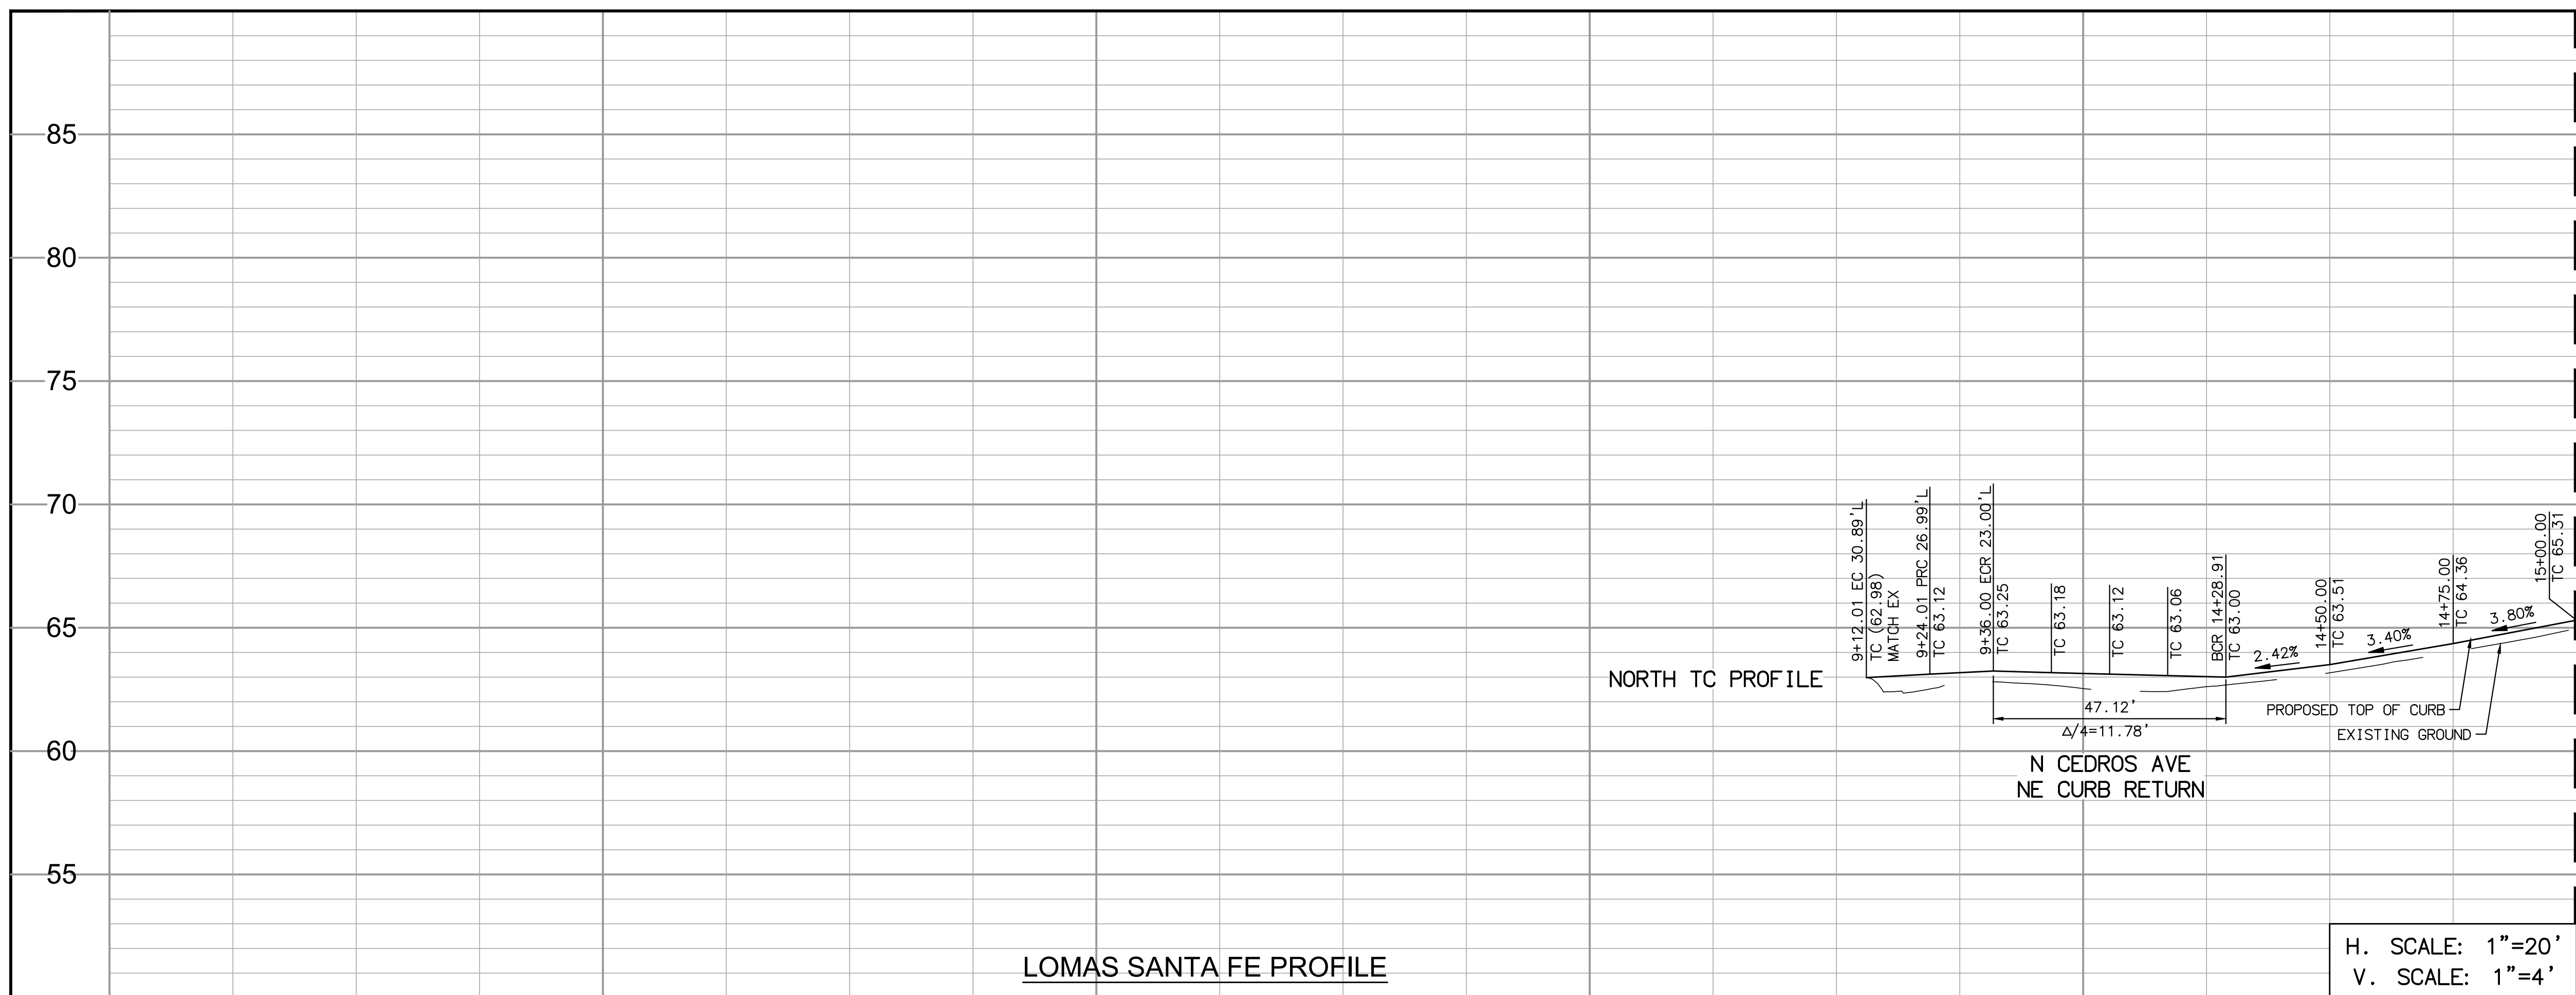 85
80
75
70
65
60
55
9+12.01 EC 30.89'L
TC (62.98)
MATCH EX
9+24.01 PRC 26.99'L
TC 63.12
9+36.00 ECR 23.00'L
TC 63.25
TC 63.18
TC 63.12
TC 63.06
BCR 14+28.91
TC 63.00
14+50.00
TC 63.51
14+75.00
TC 64.36
15+00.00
TC 65.31
2.42%
3.40%
3.80%
NORTH TC PROFILE
47.12'
Δ/4=11.78'
PROPOSED TOP OF CURB
EXISTING GROUND
N CEDROS AVE
NE CURB RETURN
LOMAS SANTA FE PROFILE
H. SCALE: 1"=20'
V. SCALE: 1"=4'